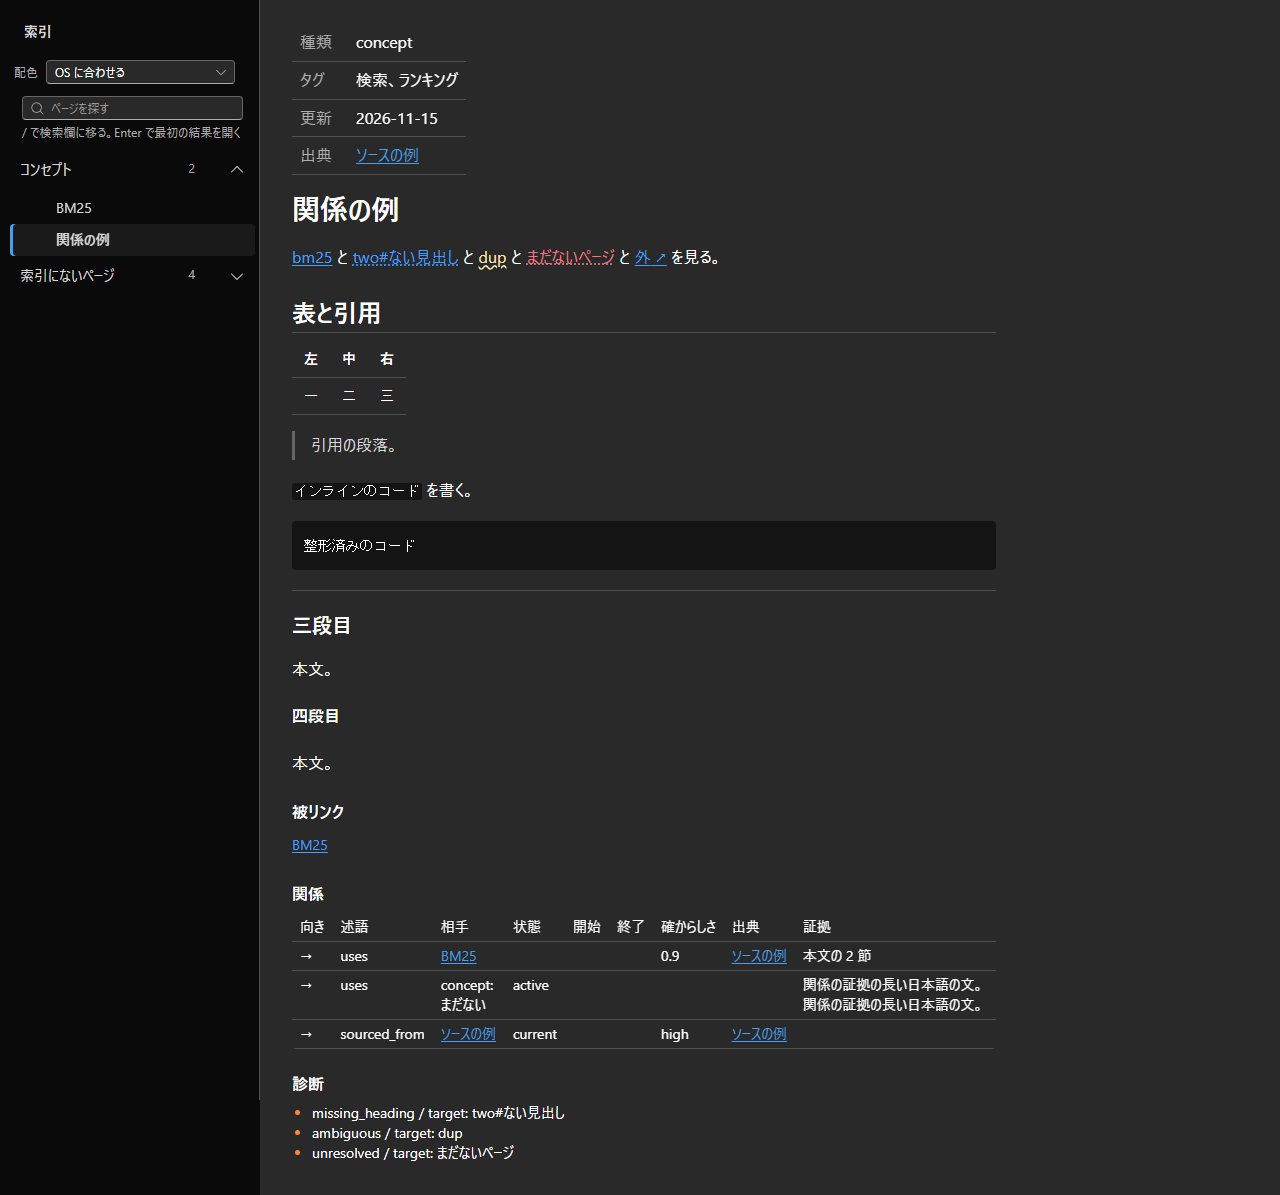 索引
配色 OS に合わせる
ページを探す
/ で検索欄に移る。Enter で最初の結果を開く
コンセプト 2
BM25
関係の例
索引にないページ 4
種類 concept
タグ 検索、ランキング
更新 2026-11-15
出典 ソースの例
関係の例
bm25 と two#ない見出し と dup と まだないページ と 外 ↗ を見る。
表と引用
左 中 右
一 二 三
引用の段落。
インラインのコード を書く。
整形済みのコード
三段目
本文。
四段目
本文。
被リンク
BM25
関係
向き 述語 相手 状態 開始 終了 確からしさ 出典 証拠
→ uses BM25 0.9 ソースの例 本文の 2 節
→ uses concept: active 関係の証拠の長い日本語の文。
まだない 関係の証拠の長い日本語の文。
→ sourced_from ソースの例 current high ソースの例
診断
missing_heading / target: two#ない見出し
ambiguous / target: dup
unresolved / target: まだないページ